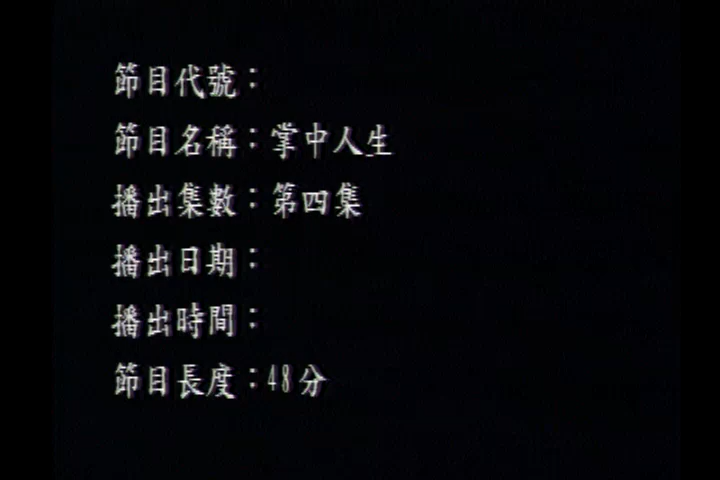 節目代號：
節目名稱：掌中人生
播出集數：第四集
播出日期：
播出時間：
節目長度：48分